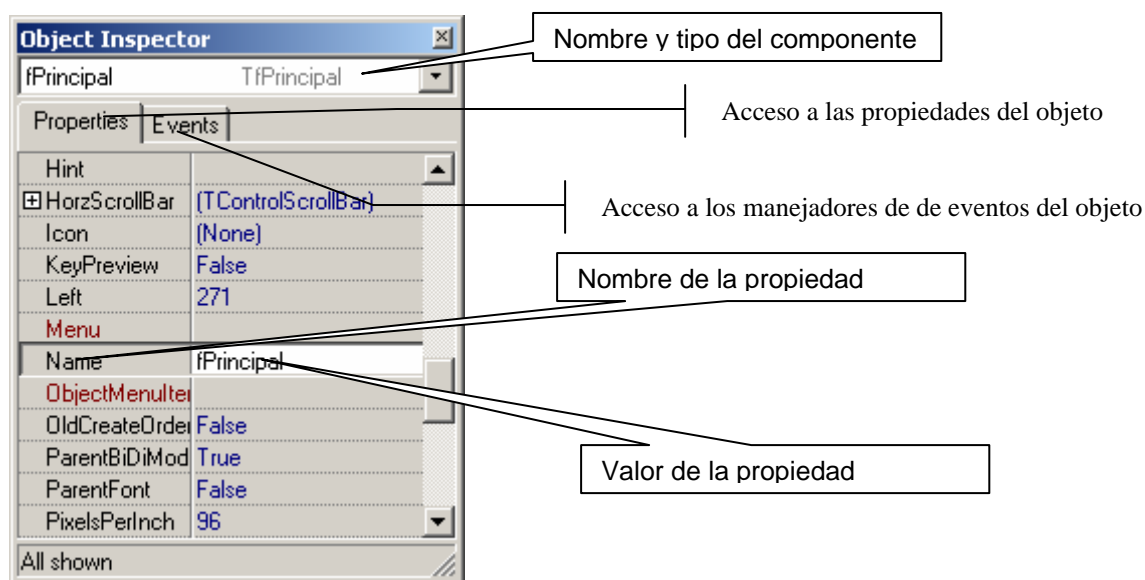 Object Inspector
fPrincipal TfPrincipal
Properties Events
Hint
HorzScrollBar (TControlScrollBar)
Icon (None)
KeyPreview False
Left 271
Menu
Name fPrincipal
ObjectMenuIte
OldCreateOrde False
ParentBiDiMod True
ParentFont False
PixelsPerInch 96
All shown
Nombre y tipo del componente
Acceso a las propiedades del objeto
Acceso a los manejadores de de eventos del objeto
Nombre de la propiedad
Valor de la propiedad